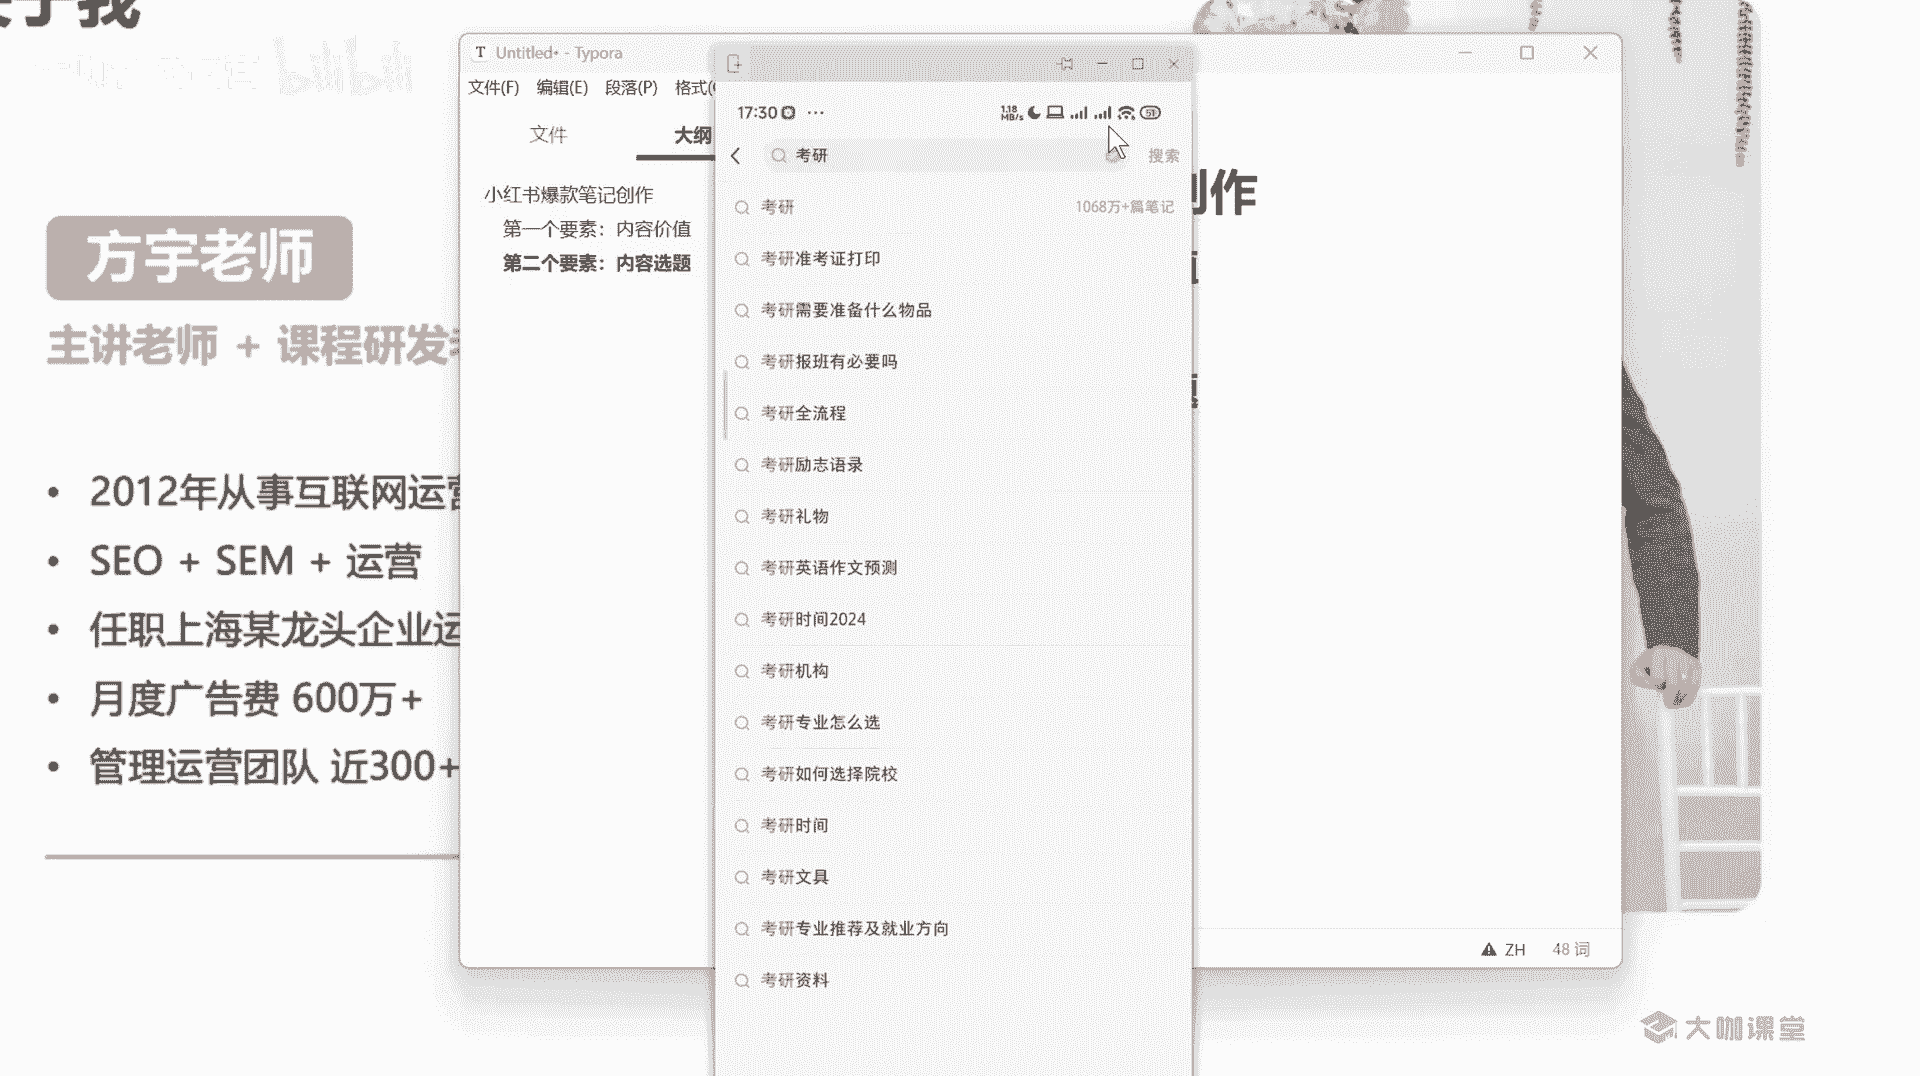 关于我
bilibili
Untitled• - Typora
文件(F) 编辑(E) 段落(P) 格式(
文件
大纲
小红书爆款笔记创作
第一个要素：内容价值
第二个要素：内容选题
创作
17:30 ···
1.18 MB/s
51
考研
搜索
考研
1068万+篇笔记
考研准考证打印
考研需要准备什么物品
考研报班有必要吗
考研全流程
考研励志语录
考研礼物
考研英语作文预测
考研时间2024
考研机构
考研专业怎么选
考研如何选择院校
考研时间
考研文具
考研专业推荐及就业方向
考研资料
方宇老师
主讲老师 + 课程研发
• 2012年从事互联网运营
• SEO + SEM + 运营
• 任职上海某龙头企业运
• 月度广告费 600万+
• 管理运营团队 近300+
ZH
48 词
大咖课堂